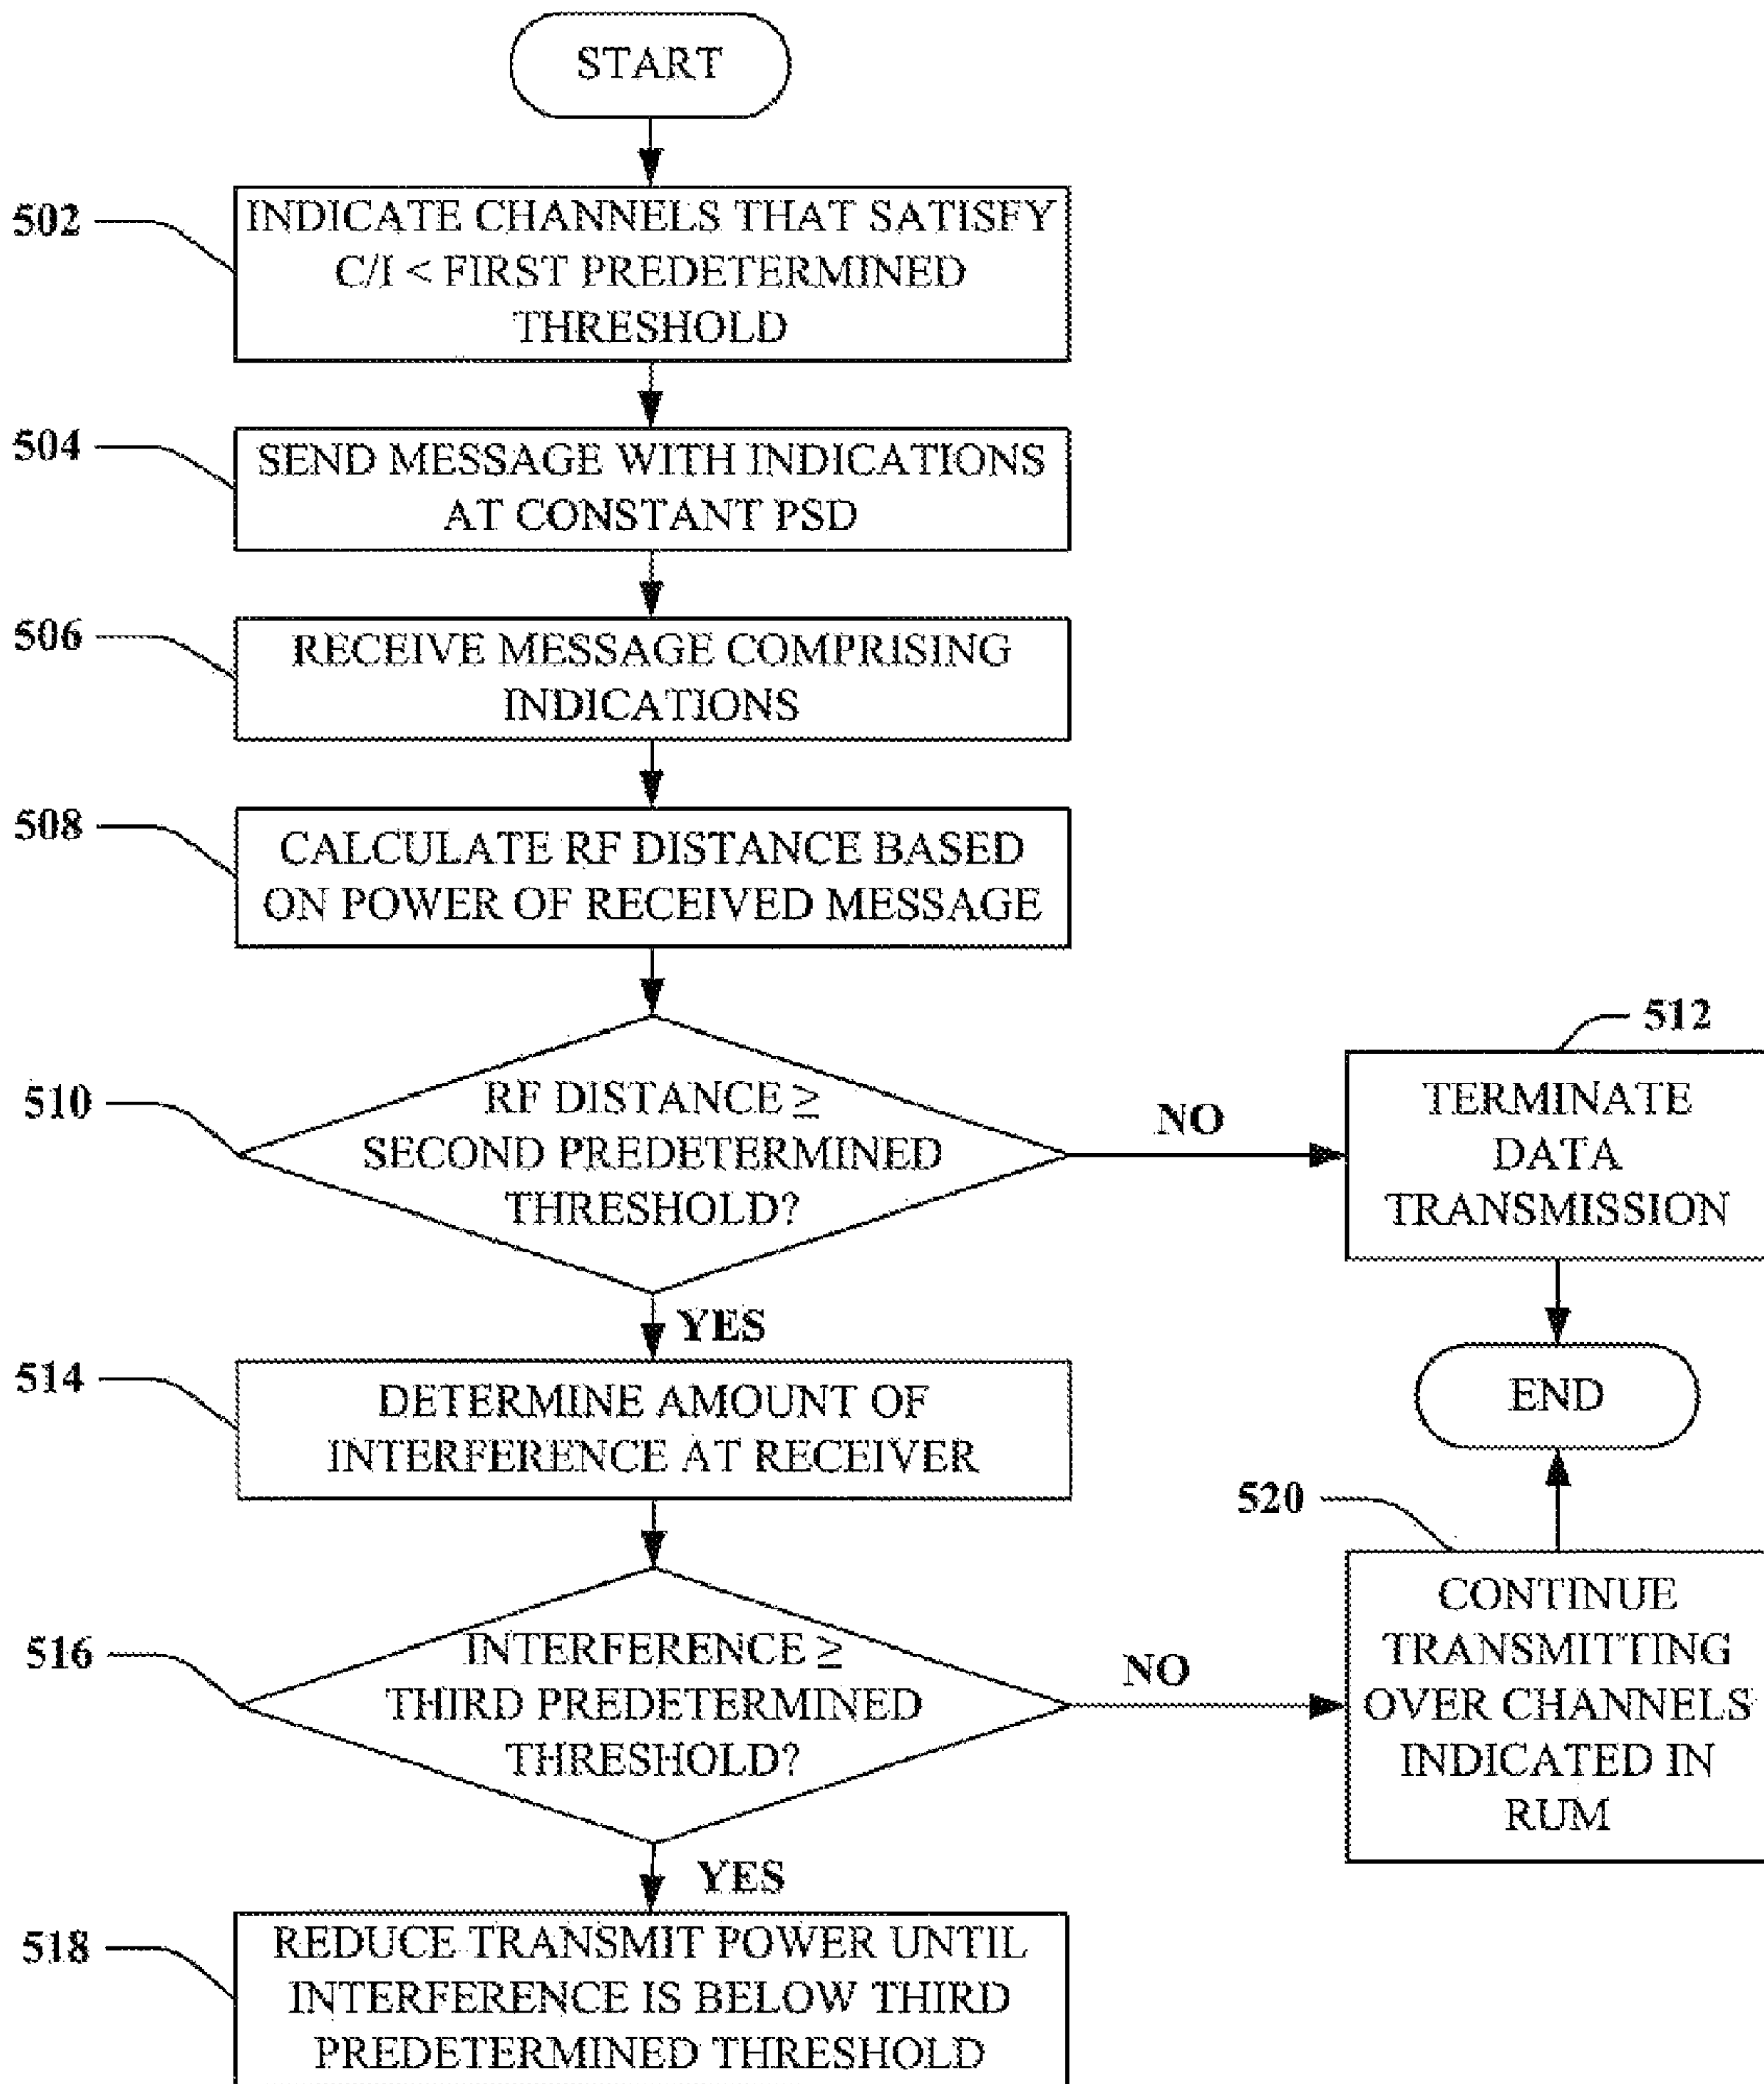 START
502
INDICATE CHANNELS THAT SATISFY
C/I < FIRST PREDETERMINED
THRESHOLD
504
SEND MESSAGE WITH INDICATIONS
AT CONSTANT PSD
506
RECEIVE MESSAGE COMPRISING
INDICATIONS
508
CALCULATE RF DISTANCE BASED
ON POWER OF RECEIVED MESSAGE
510
RF DISTANCE ≥
SECOND PREDETERMINED
THRESHOLD?
NO
512
TERMINATE
DATA
TRANSMISSION
YES
END
514
DETERMINE AMOUNT OF
INTERFERENCE AT RECEIVER
516
INTERFERENCE ≥
THIRD PREDETERMINED
THRESHOLD?
NO
520
CONTINUE
TRANSMITTING
OVER CHANNELS
INDICATED IN
RUM
YES
518
REDUCE TRANSMIT POWER UNTIL
INTERFERENCE IS BELOW THIRD
PREDETERMINED THRESHOLD